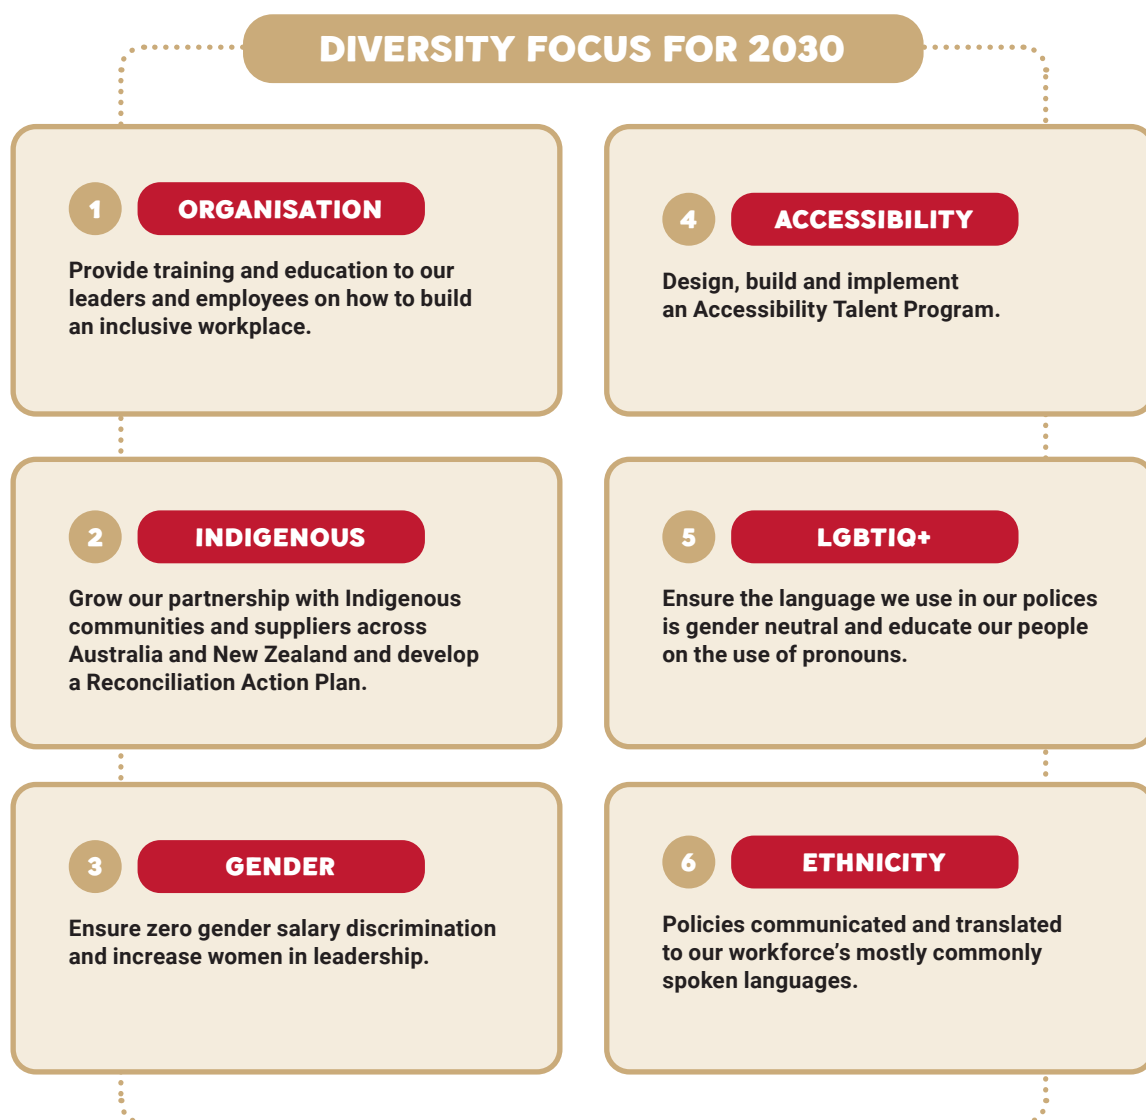 DIVERSITY FOCUS FOR 2030
1
ORGANISATION
Provide training and education to our
leaders and employees on how to build
an inclusive workplace.
2
INDIGENOUS
Grow our partnership with Indigenous
communities and suppliers across
Australia and New Zealand and develop
a Reconciliation Action Plan.
3
GENDER
Ensure zero gender salary discrimination
and increase women in leadership.
4
ACCESSIBILITY
Design, build and implement
an Accessibility Talent Program.
5
LGBTIQ+
Ensure the language we use in our polices
is gender neutral and educate our people
on the use of pronouns.
6
ETHNICITY
Policies communicated and translated
to our workforce’s mostly commonly
spoken languages.